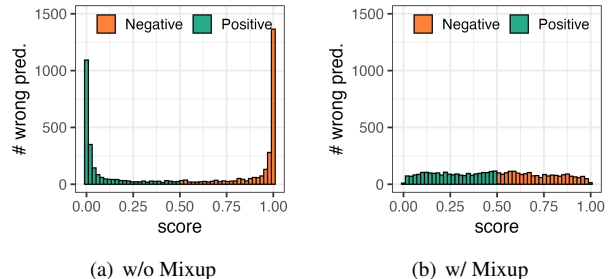 1500
1000
500
0
# wrong pred.
Negative Positive
0.00 0.25 0.50 0.75 1.00
score
(a) w/o Mixup
1500
1000
500
0
# wrong pred.
Negative Positive
0.00 0.25 0.50 0.75 1.00
score
(b) w/ Mixup